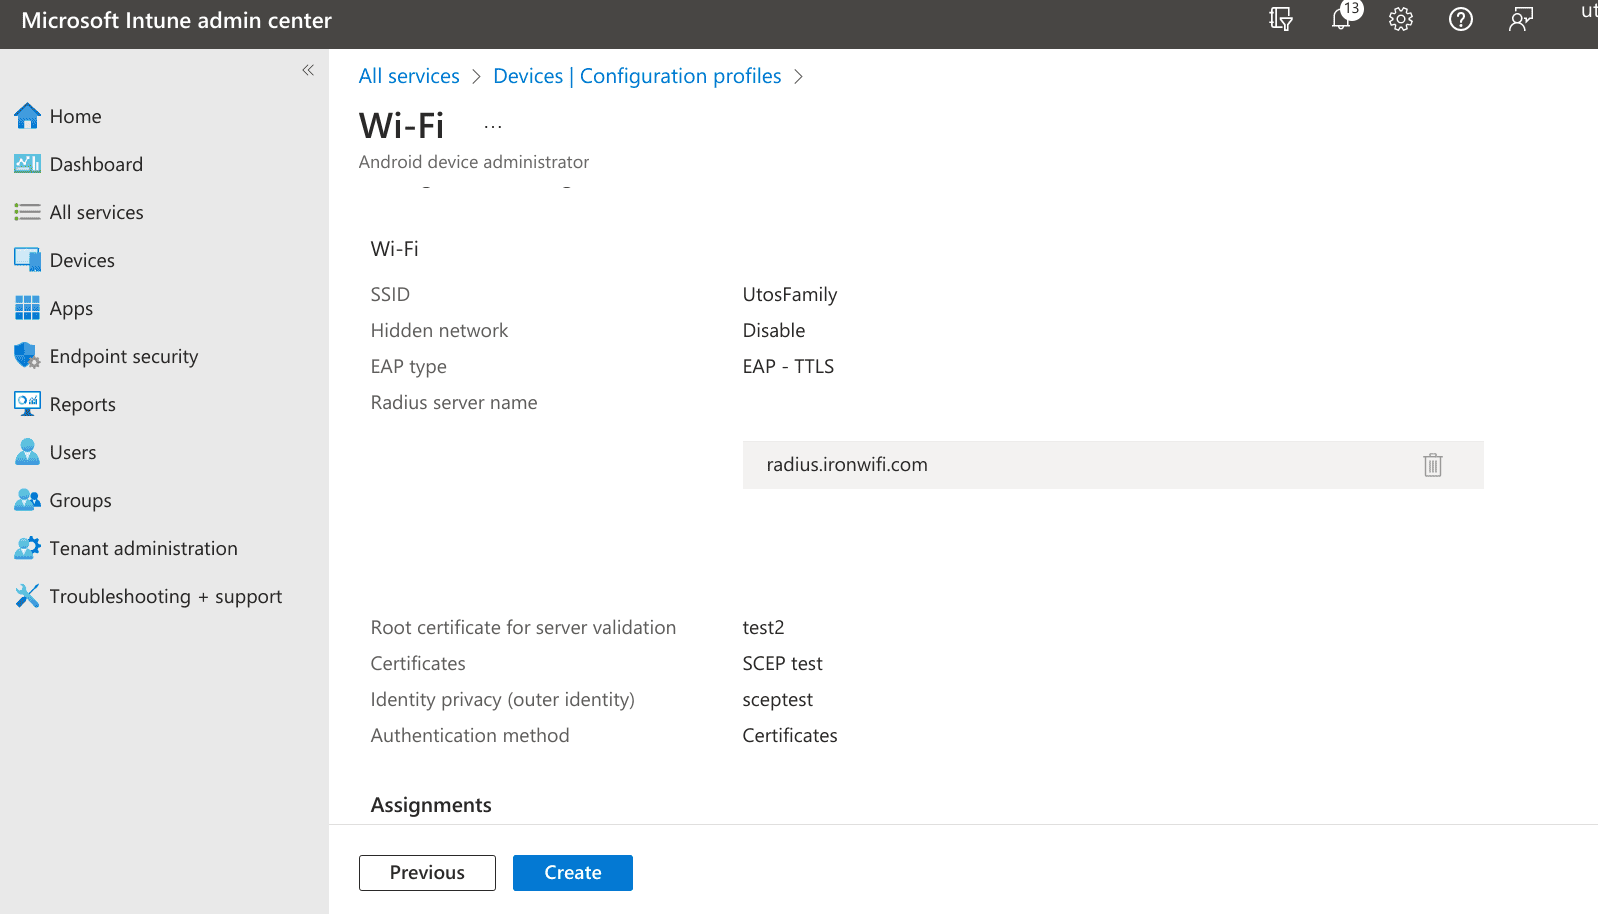 Microsoft Intune admin center
13
ut
«
Home
Dashboard
All services
Devices
Apps
Endpoint security
Reports
Users
Groups
Tenant administration
Troubleshooting + support
All services > Devices | Configuration profiles >
Wi-Fi ...
Android device administrator
Wi-Fi
SSID UtosFamily
Hidden network Disable
EAP type EAP - TTLS
Radius server name
radius.ironwifi.com
Root certificate for server validation test2
Certificates SCEP test
Identity privacy (outer identity) sceptest
Authentication method Certificates
Assignments
Previous Create